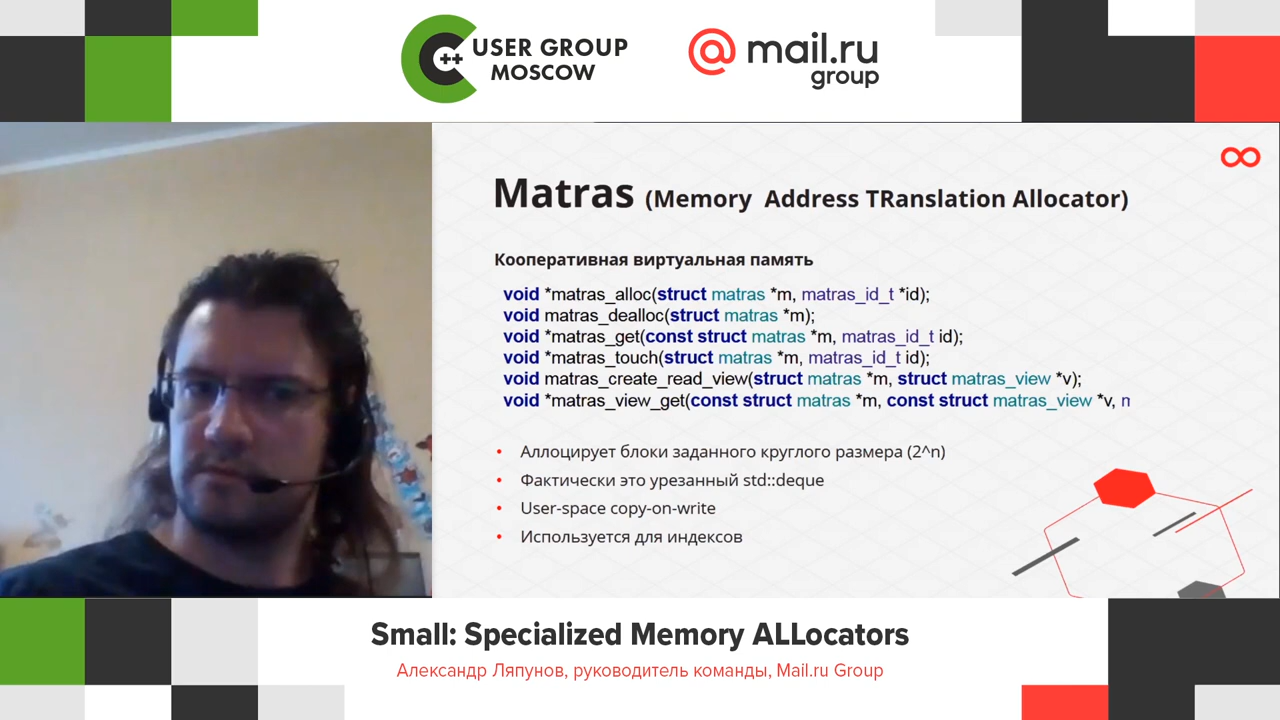 C++ USER GROUP
MOSCOW
@mail.ru
group
Matras (Memory Address TRanslation Allocator)
Кооперативная виртуальная память
void *matras_alloc(struct matras *m, matras_id_t *id);
void matras_dealloc(struct matras *m);
void *matras_get(const struct matras *m, matras_id_t id);
void *matras_touch(struct matras *m, matras_id_t id);
void matras_create_read_view(struct matras *m, struct matras_view *v);
void *matras_view_get(const struct matras *m, const struct matras_view *v, m
• Аллоцирует блоки заданного круглого размера (2^n)
• Фактически это урезанный std::deque
• User-space copy-on-write
• Используется для индексов
Small: Specialized Memory ALLocators
Александр Ляпунов, руководитель команды, Mail.ru Group